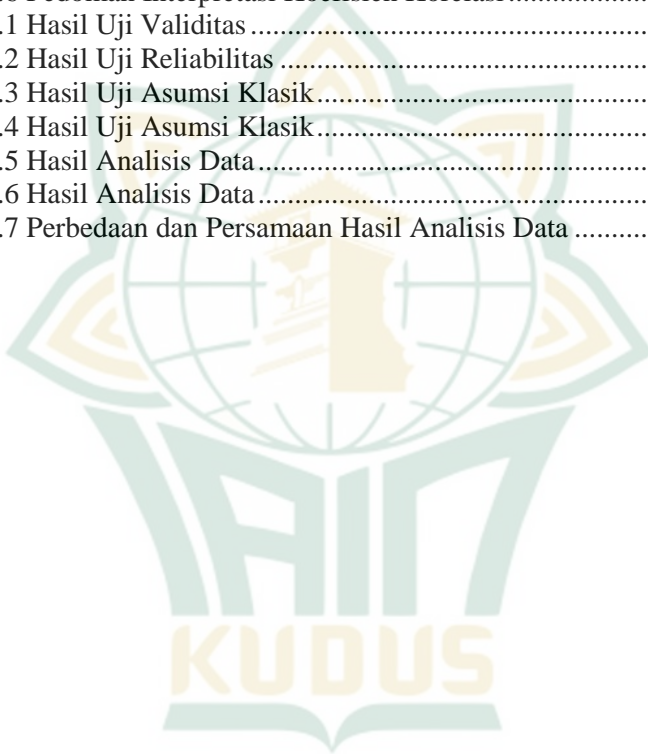 Pedoman Interpretasi Koefisien Korelasi....................
.1 Hasil Uji Validitas....................................................
.2 Hasil Uji Reliabilitas................................................
.3 Hasil Uji Asumsi Klasik...........................................
.4 Hasil Uji Asumsi Klasik...........................................
.5 Hasil Analisis Data...................................................
.6 Hasil Analisis Data...................................................
.7 Perbedaan dan Persamaan Hasil Analisis Data ..........
IAIN
KUDUS